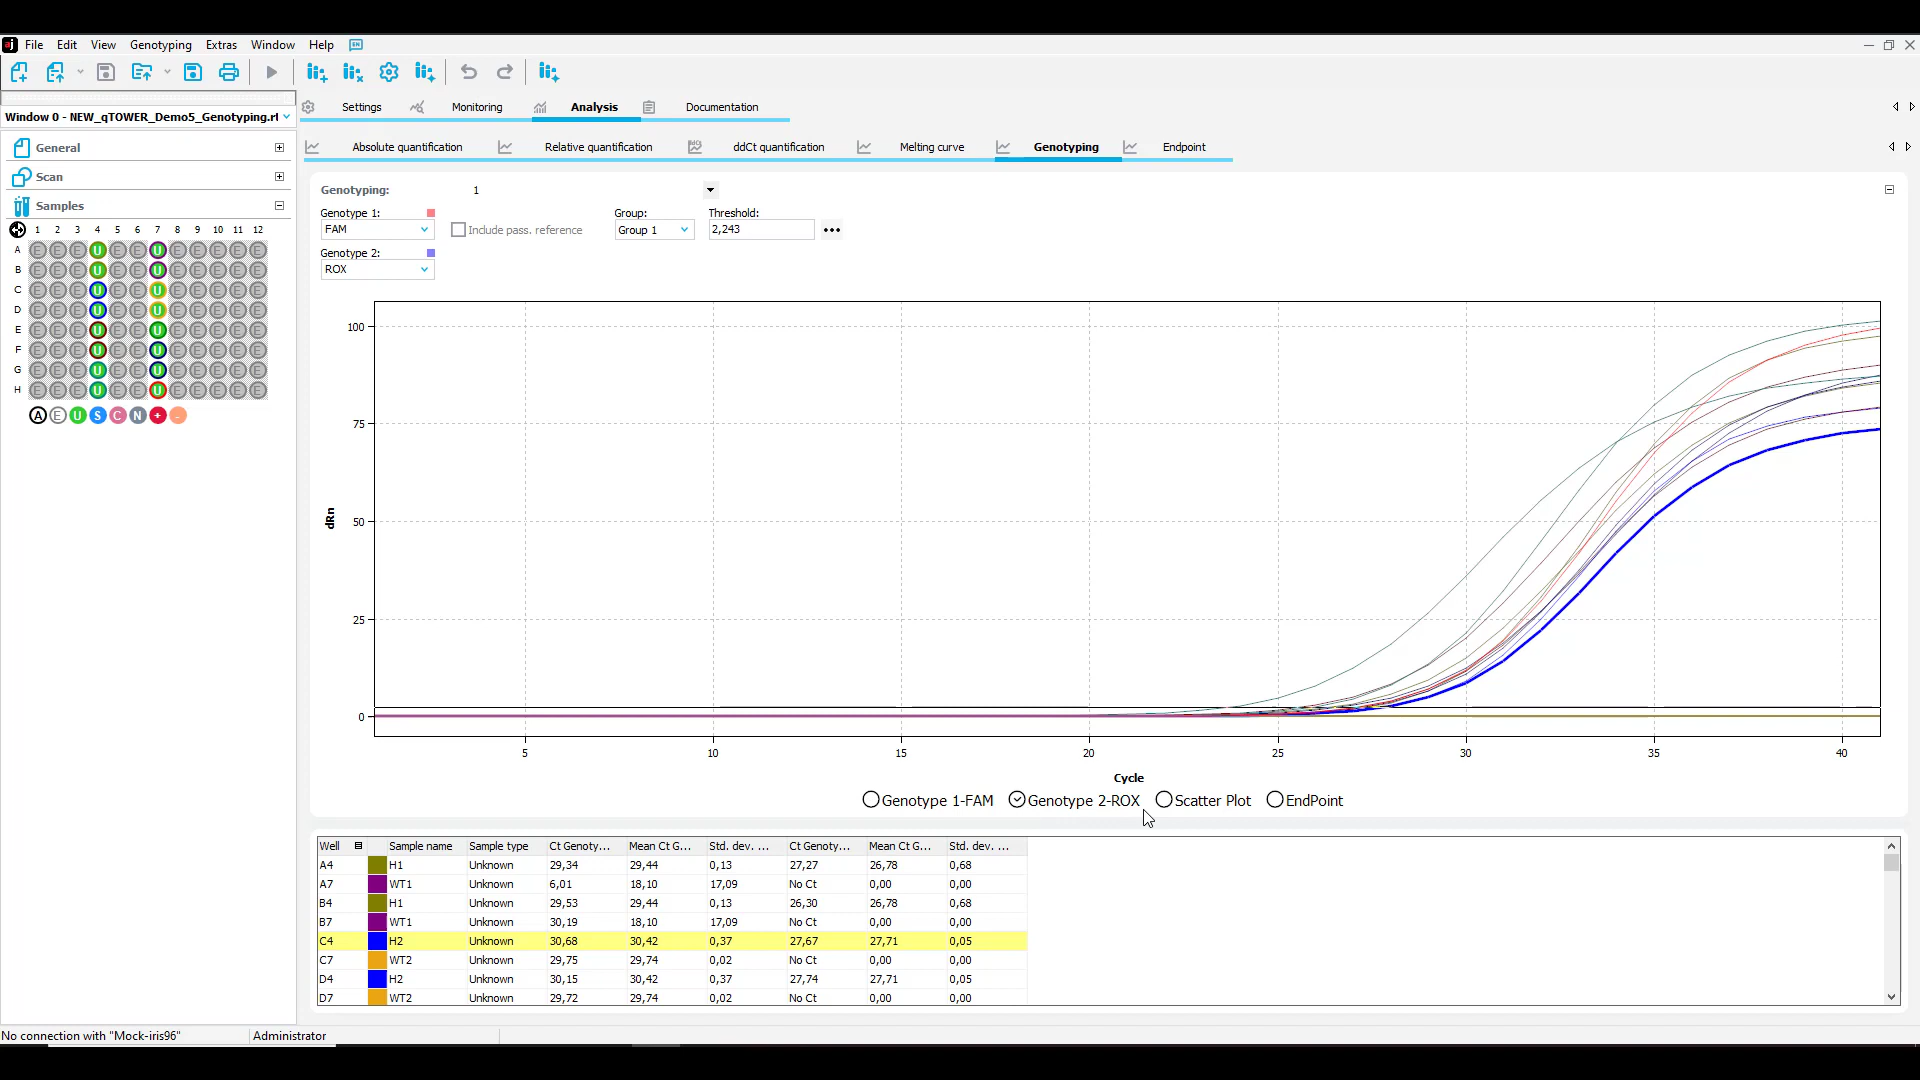 File Edit View Genotyping Extras Window Help EN
Window 0 - NEW_qTOWER_Demo5_Genotyping.rl
Settings Monitoring Analysis Documentation
Absolute quantification Relative quantification ddCt quantification Melting curve Genotyping Endpoint
General
Scan
Samples
1 2 3 4 5 6 7 8 9 10 11 12
A E E E U E E U E E E E E
B E E E U E E U E E E E E
C E E E U E E U E E E E E
D E E E U E E U E E E E E
E E E E U E E U E E E E E
F E E E U E E U E E E E E
G E E E U E E U E E E E E
H E E E U E E U E E E E E
A E U S C N + -
Genotyping: 1
Genotype 1: Group: Threshold:
FAM Include pass. reference Group 1 2,243 •••
Genotype 2:
ROX
100
75
50
25
0
dRn
5 10 15 20 25 30 35 40
Cycle
Genotype 1-FAM Genotype 2-ROX Scatter Plot EndPoint
Well Sample name Sample type Ct Genoty... Mean Ct G... Std. dev. ... Ct Genoty... Mean Ct G... Std. dev. ...
A4 H1 Unknown 29,34 29,44 0,13 27,27 26,78 0,68
A7 WT1 Unknown 6,01 18,10 17,09 No Ct 0,00 0,00
B4 H1 Unknown 29,53 29,44 0,13 26,30 26,78 0,68
B7 WT1 Unknown 30,19 18,10 17,09 No Ct 0,00 0,00
C4 H2 Unknown 30,68 30,42 0,37 27,67 27,71 0,05
C7 WT2 Unknown 29,75 29,74 0,02 No Ct 0,00 0,00
D4 H2 Unknown 30,15 30,42 0,37 27,74 27,71 0,05
D7 WT2 Unknown 29,72 29,74 0,02 No Ct 0,00 0,00
No connection with "Mock-iris96" Administrator